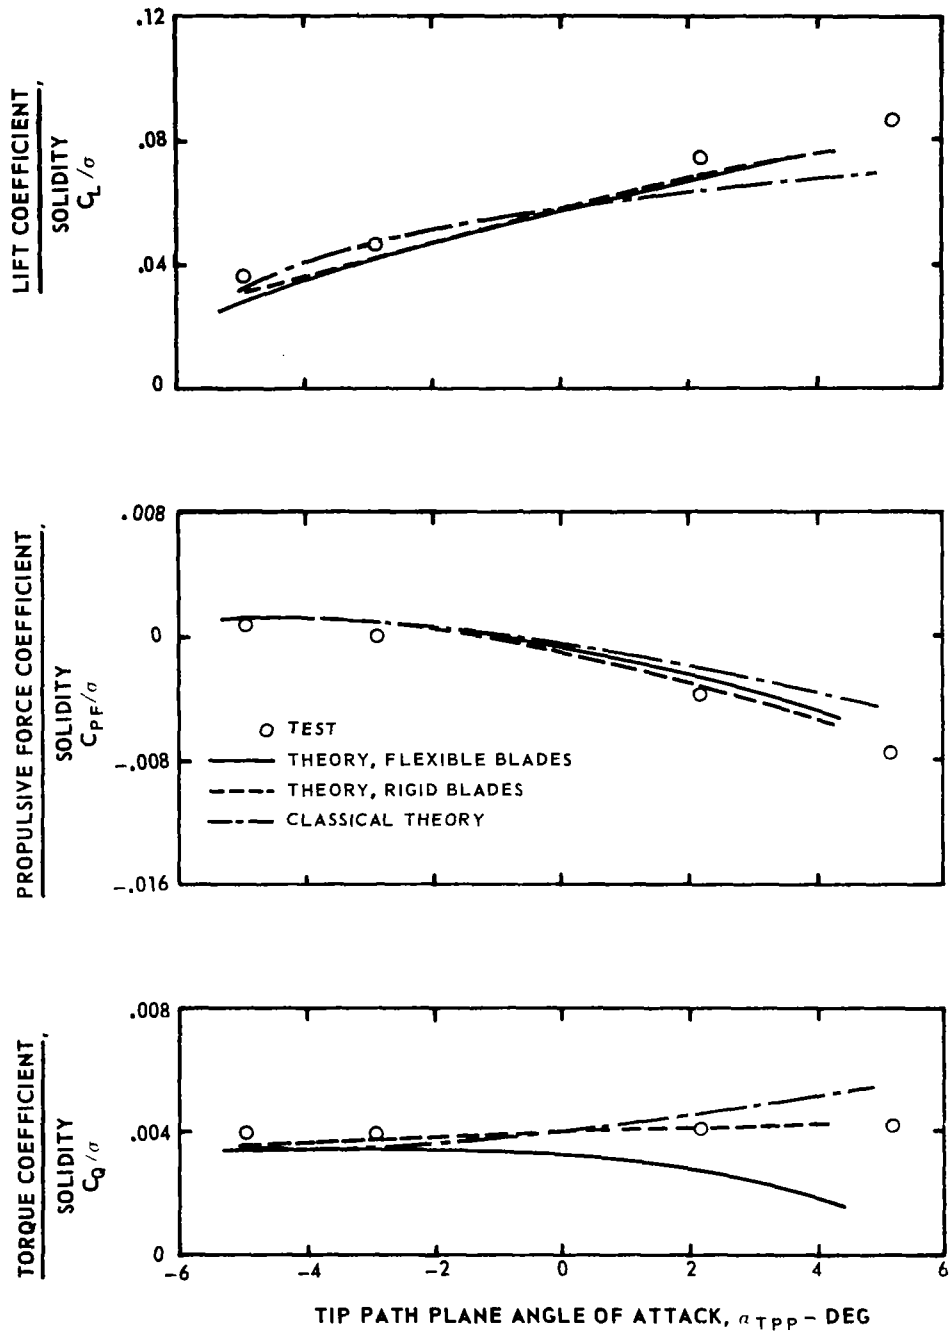 LIFT COEFFICIENT,
SOLIDITY
C_L/σ
.12
.08
.04
0
PROPULSIVE FORCE COEFFICIENT,
SOLIDITY
C_PF/σ
.008
0
-.008
-.016
TEST
THEORY, FLEXIBLE BLADES
THEORY, RIGID BLADES
CLASSICAL THEORY
TORQUE COEFFICIENT,
SOLIDITY
C_Q/σ
.008
.004
0
-6 -4 -2 0 2 4 6
TIP PATH PLANE ANGLE OF ATTACK, α TPP - DEG